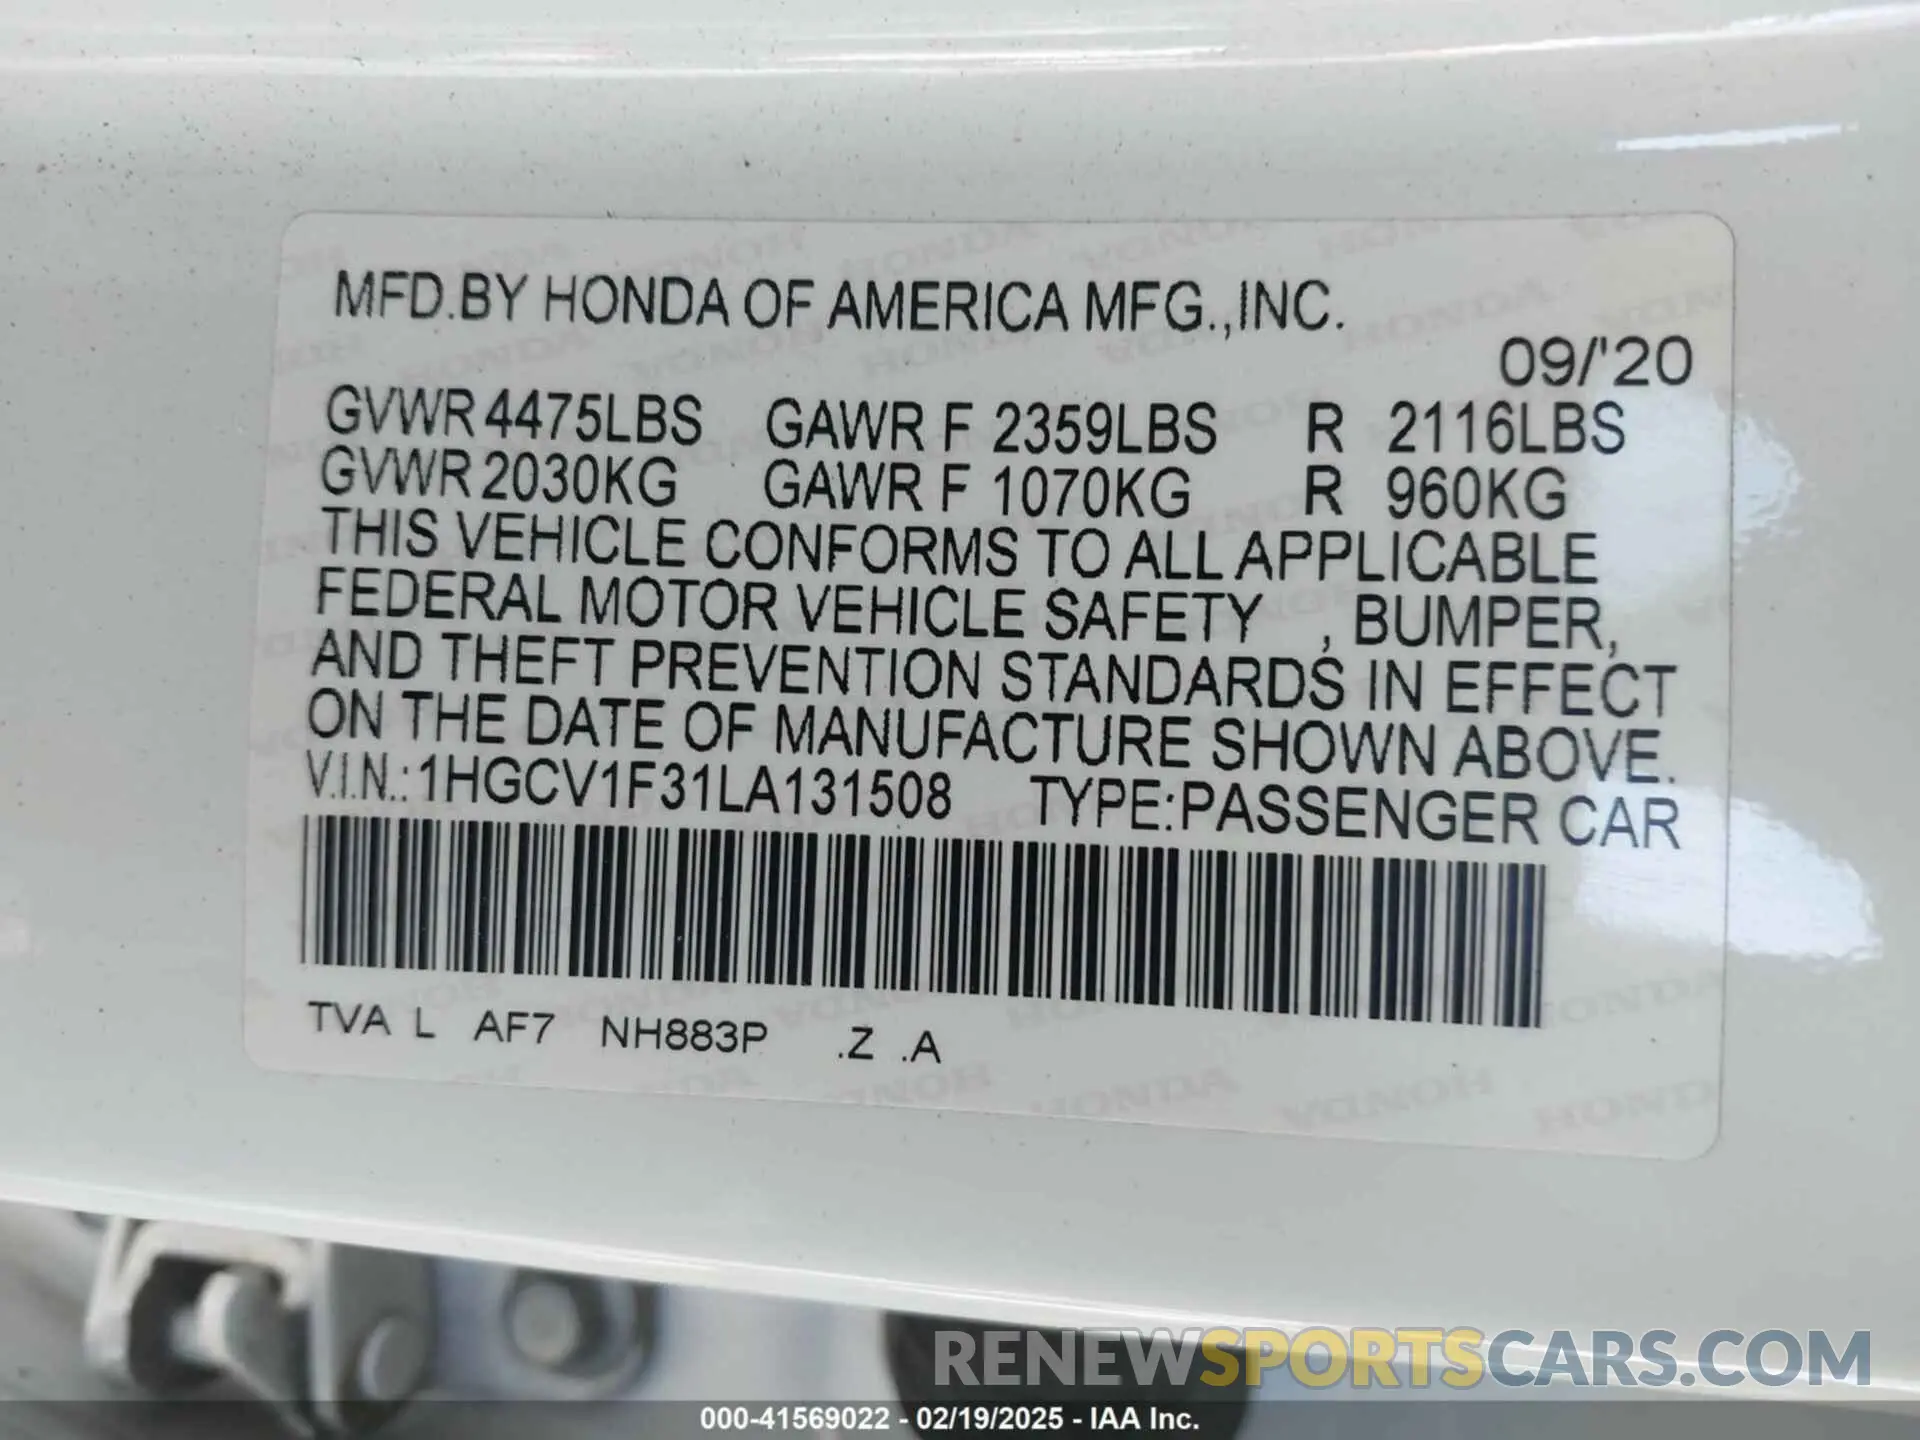 MFD.BY HONDA OF AMERICA MFG.,INC.
09/'20
GVWR 4475LBS GAWR F 2359LBS R 2116LBS
GVWR 2030KG GAWR F 1070KG R 960KG
THIS VEHICLE CONFORMS TO ALL APPLICABLE
FEDERAL MOTOR VEHICLE SAFETY , BUMPER,
AND THEFT PREVENTION STANDARDS IN EFFECT
ON THE DATE OF MANUFACTURE SHOWN ABOVE.
V.I.N.: 1HGCV1F31LA131508 TYPE:PASSENGER CAR
TVA L AF7 NH883P .Z .A
RENEWSPORTSCARS.COM
000-41569022 - 02/19/2025 - IAA Inc.